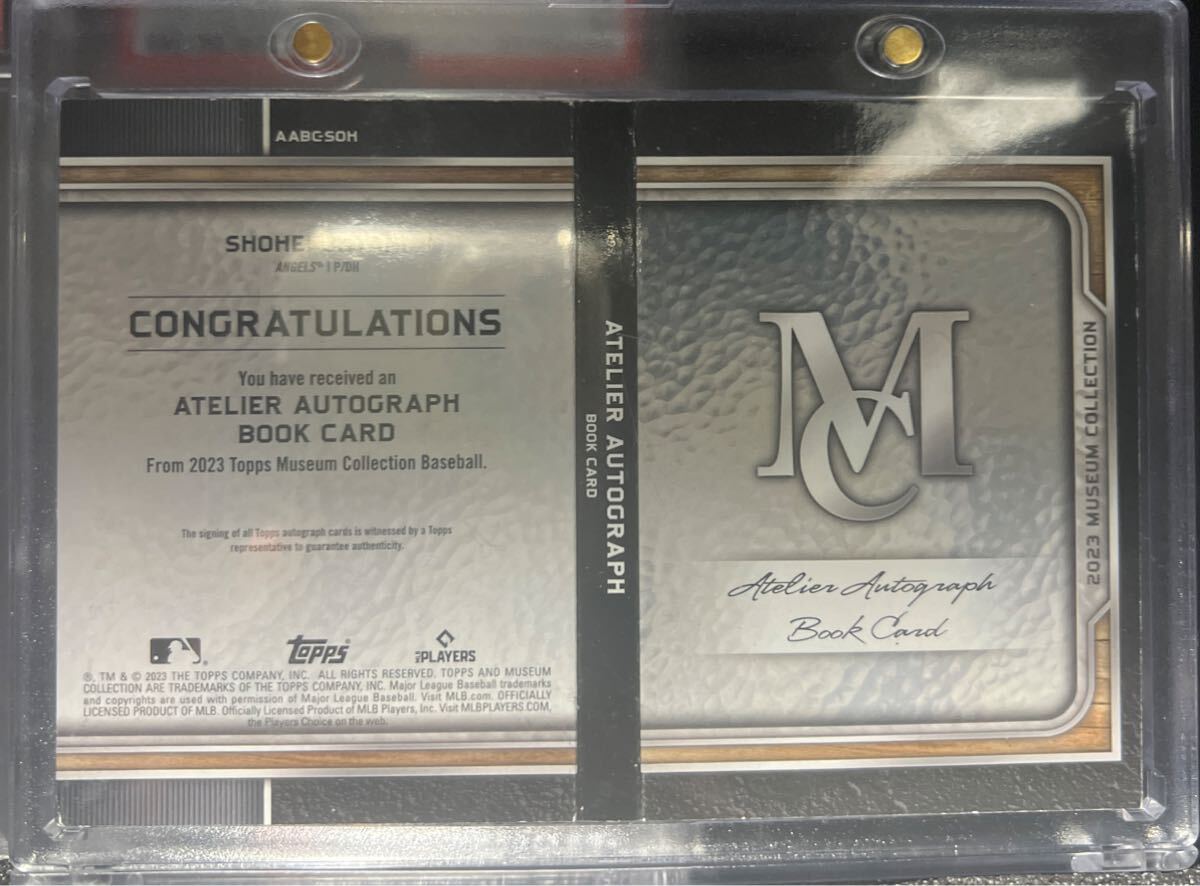 AABC-SOH
SHOHE
ANGELS® | P/DH
CONGRATULATIONS
You have received an
ATELIER AUTOGRAPH
BOOK CARD
From 2023 Topps Museum Collection Baseball.
The signing of all Topps autograph cards is witnessed by a Topps
representative to guarantee authenticity.
topps®
MLB PLAYERS
®, TM & © 2023 THE TOPPS COMPANY, INC. ALL RIGHTS RESERVED. TOPPS AND MUSEUM
COLLECTION ARE TRADEMARKS OF THE TOPPS COMPANY, INC. Major League Baseball trademarks
and copyrights are used with permission of Major League Baseball. Visit MLB.com. OFFICIALLY
LICENSED PRODUCT OF MLB. Officially Licensed Product of MLB Players, Inc. Visit MLBPLAYERS.COM,
the Players Choice on the web.
ATELIER AUTOGRAPH
BOOK CARD
MC
Atelier Autograph
Book Card
2023 MUSEUM COLLECTION